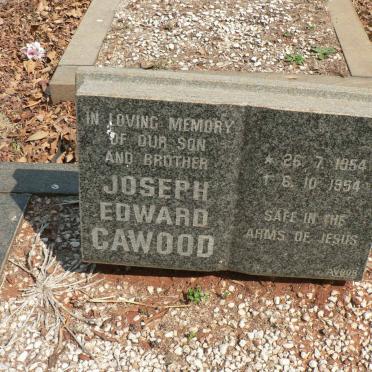 IN LOVING MEMORY
OF OUR SON
AND BROTHER
JOSEPH
EDWARD
CAWOOD
* 26. 7. 1954
† 6. 10. 1954
SAFE IN THE
ARMS OF JESUS